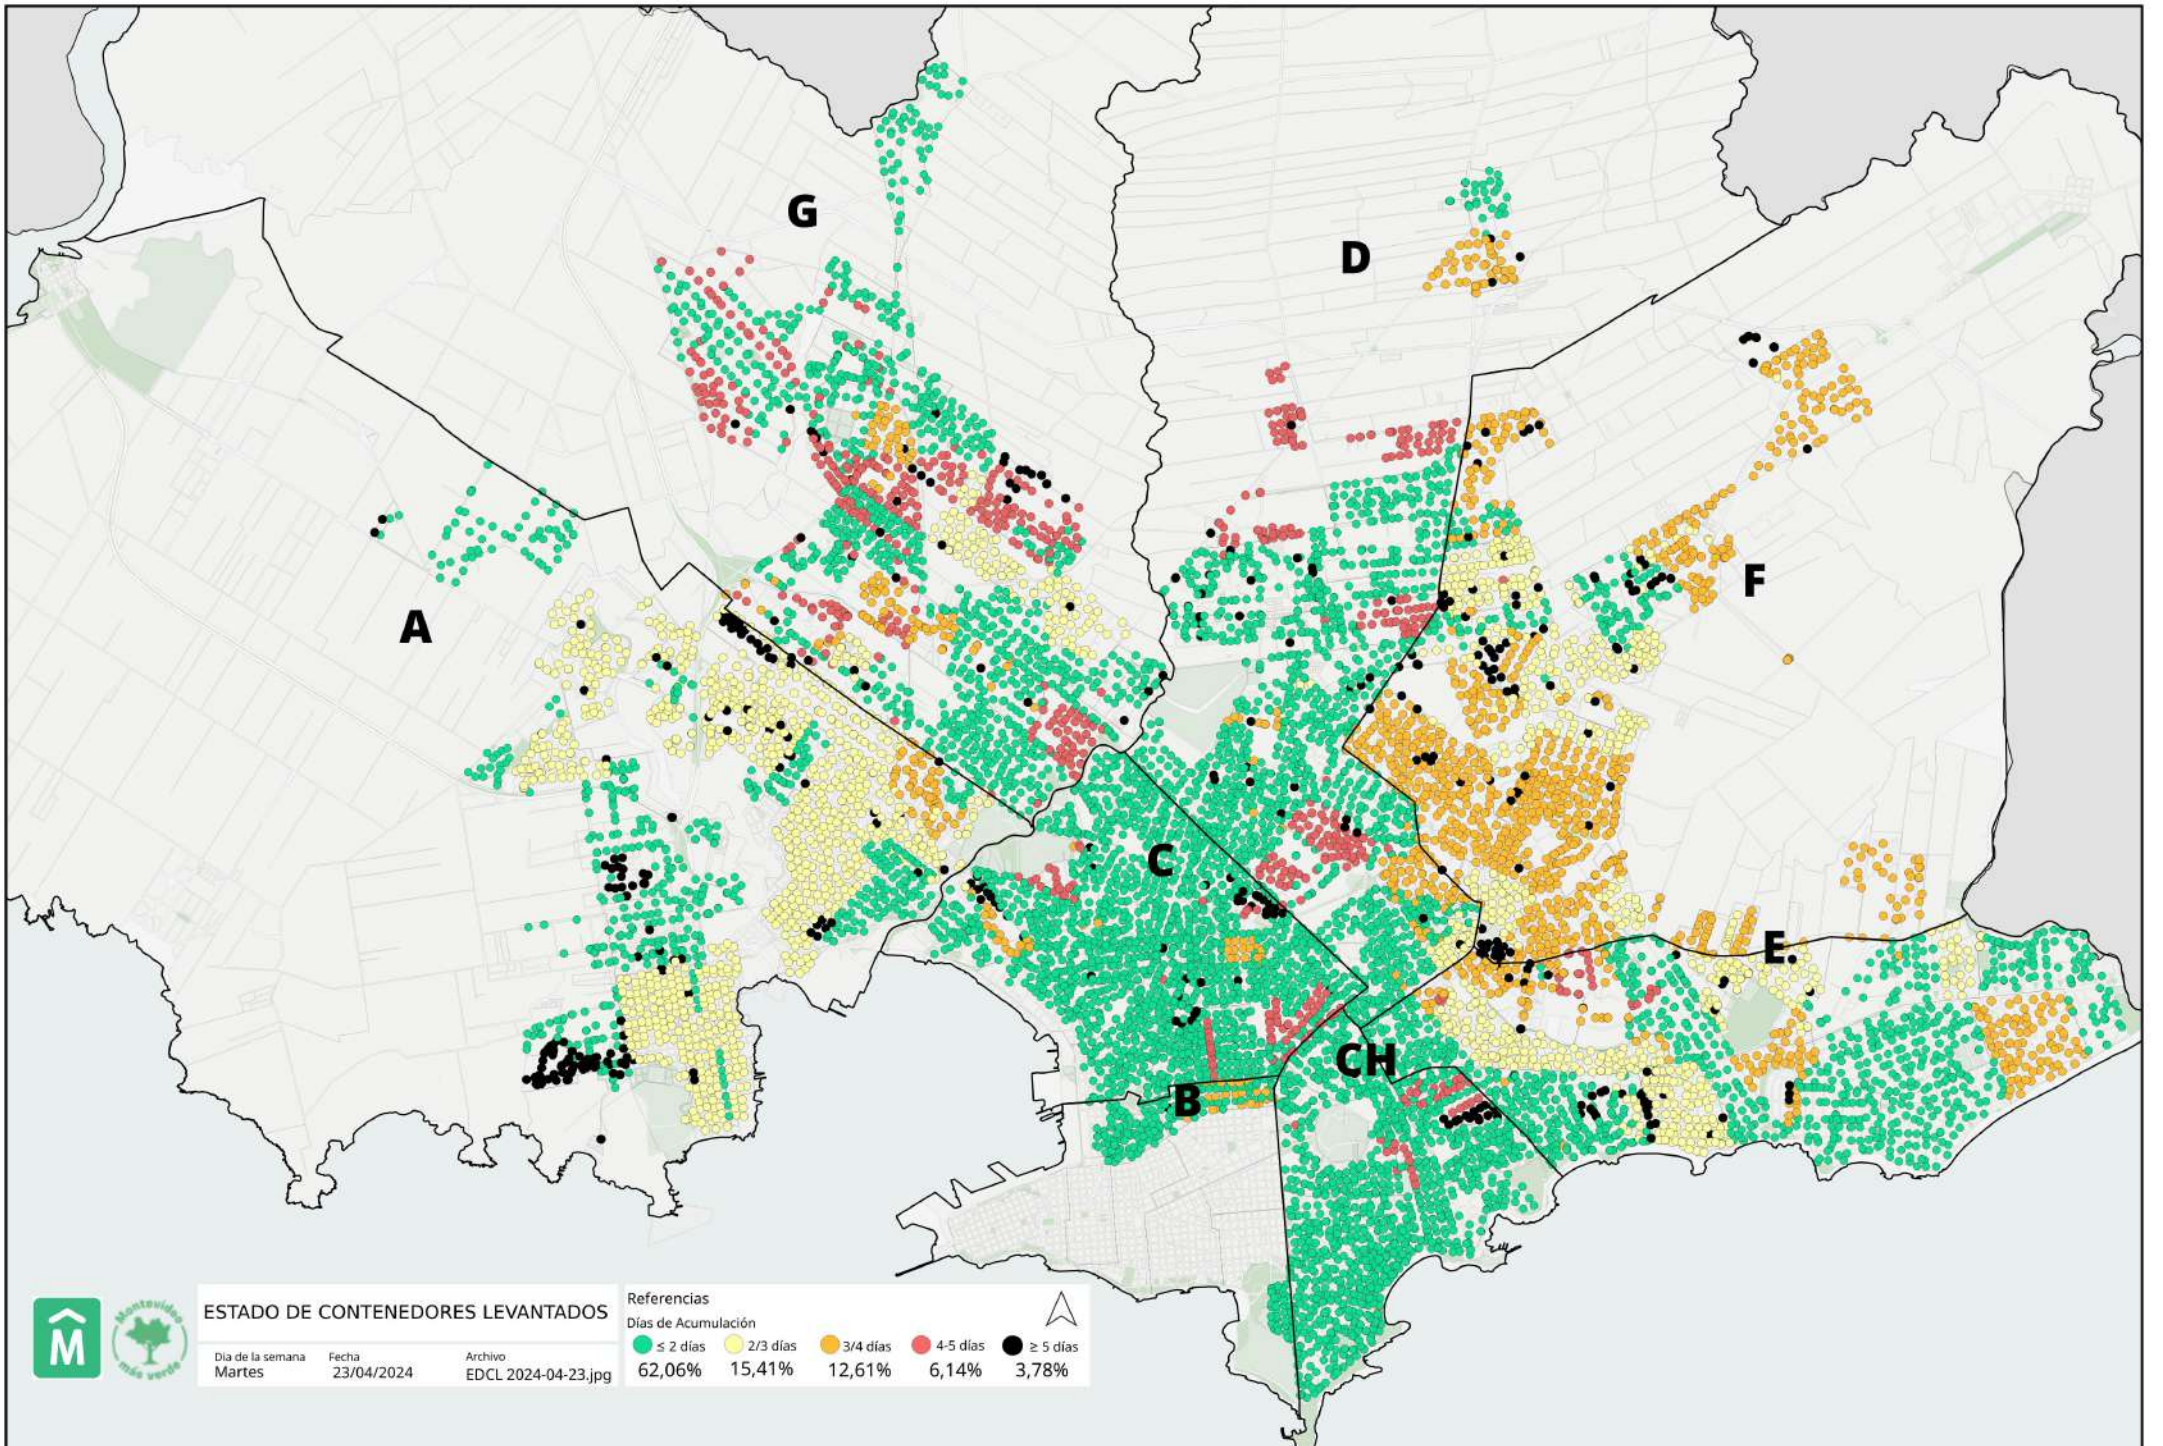 G
D
A
F
C
E
CH
B
M
Montevideo
más verde
ESTADO DE CONTENEDORES LEVANTADOS
Dia de la semana Fecha Archivo
Martes 23/04/2024 EDCL 2024-04-23.jpg
Referencias
Días de Acumulación
≤ 2 días 2/3 días 3/4 días 4-5 días ≥ 5 días
62,06% 15,41% 12,61% 6,14% 3,78%